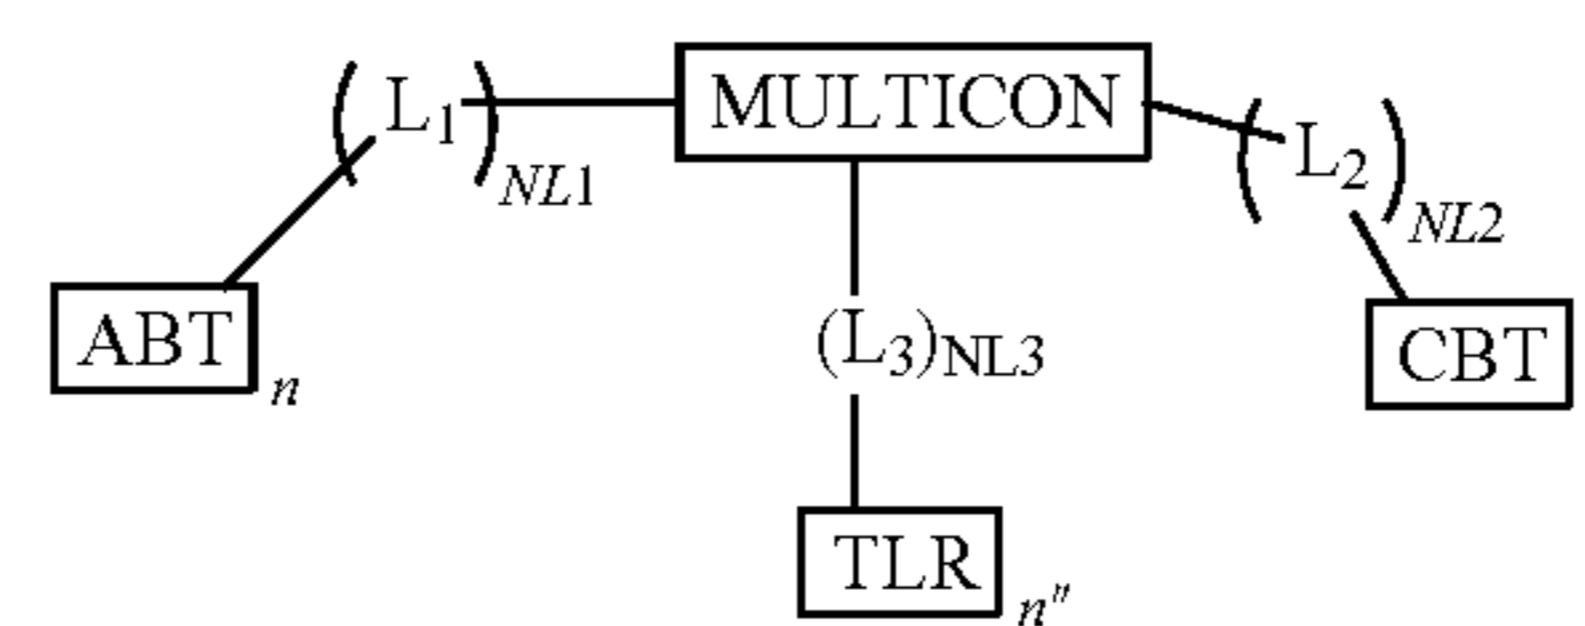 (L1)NL1
MULTICON
(L2)NL2
ABT n
(L3)NL3
CBT
TLR n"